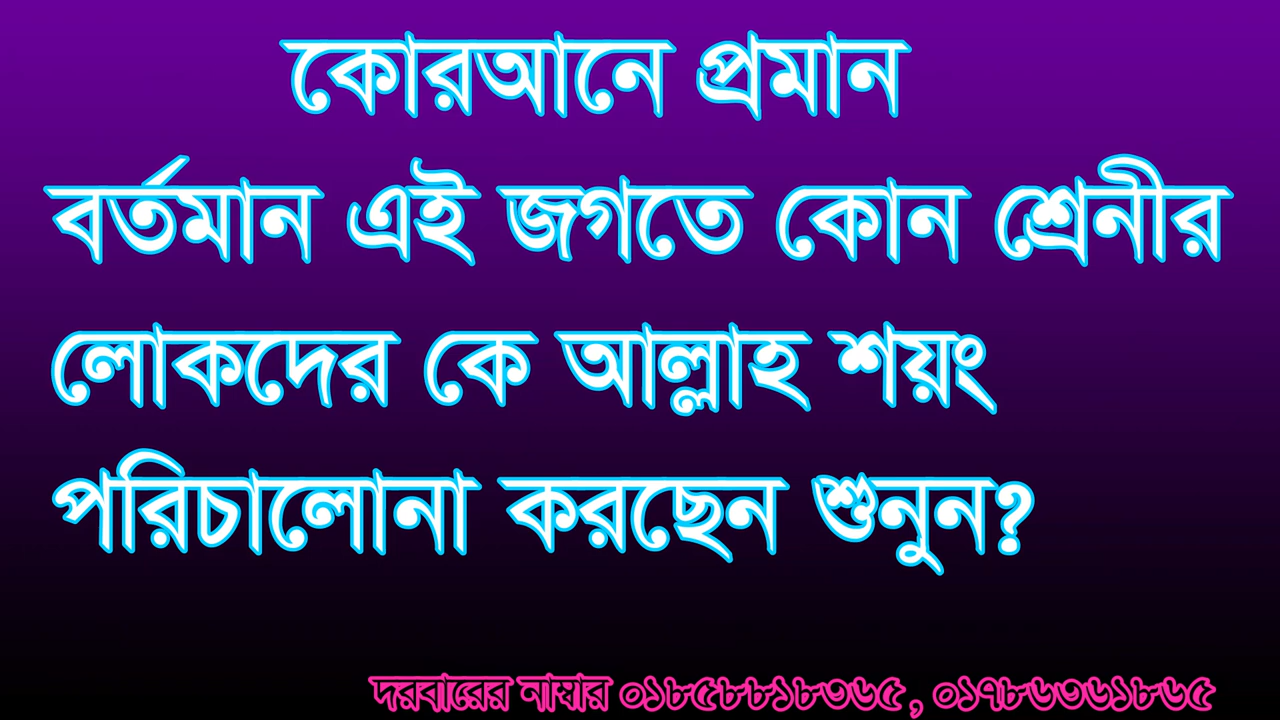 কোরআনে প্রমান
বর্তমান এই জগতে কোন শ্রেনীর
লোকদের কে আল্লাহ শয়ং
পরিচালোনা করছেন শুনুন?
দরবারের নাম্বার ০১৮৫৮৮১৮৩৬৫, ০১৭৮৬৩৬১৮৬৫